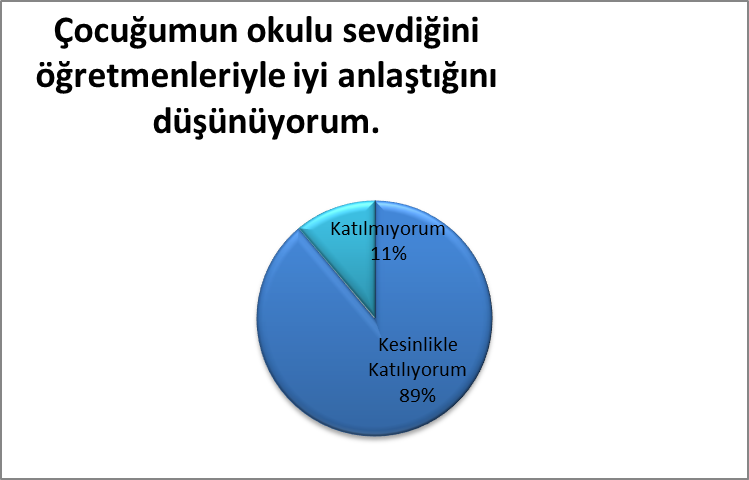 Çocuğumun okulu sevdiğini
öğretmenleriyle iyi anlaştığını
düşünüyorum.
Katılmıyorum
11%
Kesinlikle
Katılıyorum
89%